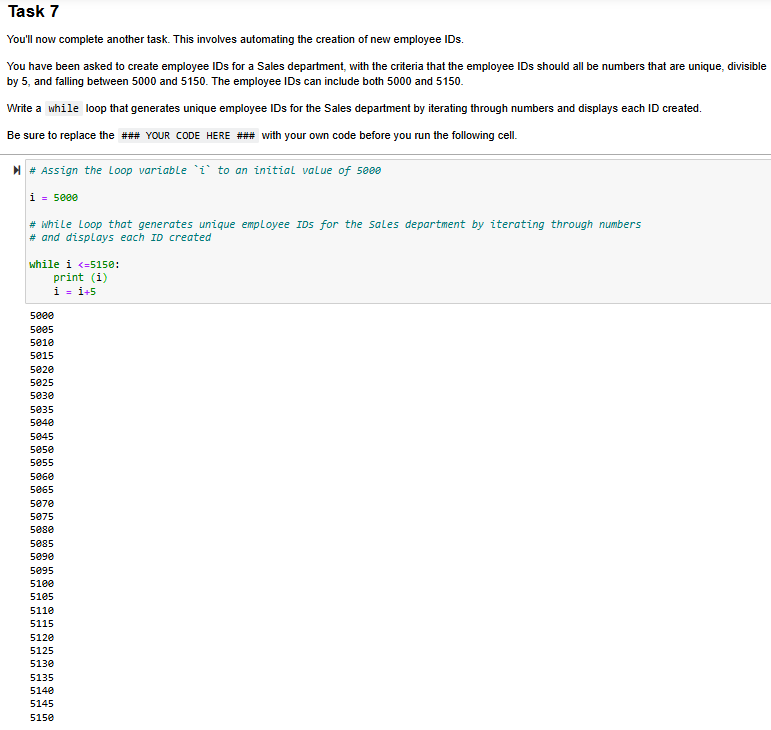 Task 7
You'll now complete another task. This involves automating the creation of new employee IDs.
You have been asked to create employee IDs for a Sales department, with the criteria that the employee IDs should all be numbers that are unique, divisible
by 5, and falling between 5000 and 5150. The employee IDs can include both 5000 and 5150.
Write a while loop that generates unique employee IDs for the Sales department by iterating through numbers and displays each ID created.
Be sure to replace the ### YOUR CODE HERE ### with your own code before you run the following cell.
# Assign the loop variable `i` to an initial value of 5000
i = 5000
# While loop that generates unique employee IDs for the Sales department by iterating through numbers
# and displays each ID created
while i <=5150:
    print (i)
    i = i+5
5000
5005
5010
5015
5020
5025
5030
5035
5040
5045
5050
5055
5060
5065
5070
5075
5080
5085
5090
5095
5100
5105
5110
5115
5120
5125
5130
5135
5140
5145
5150